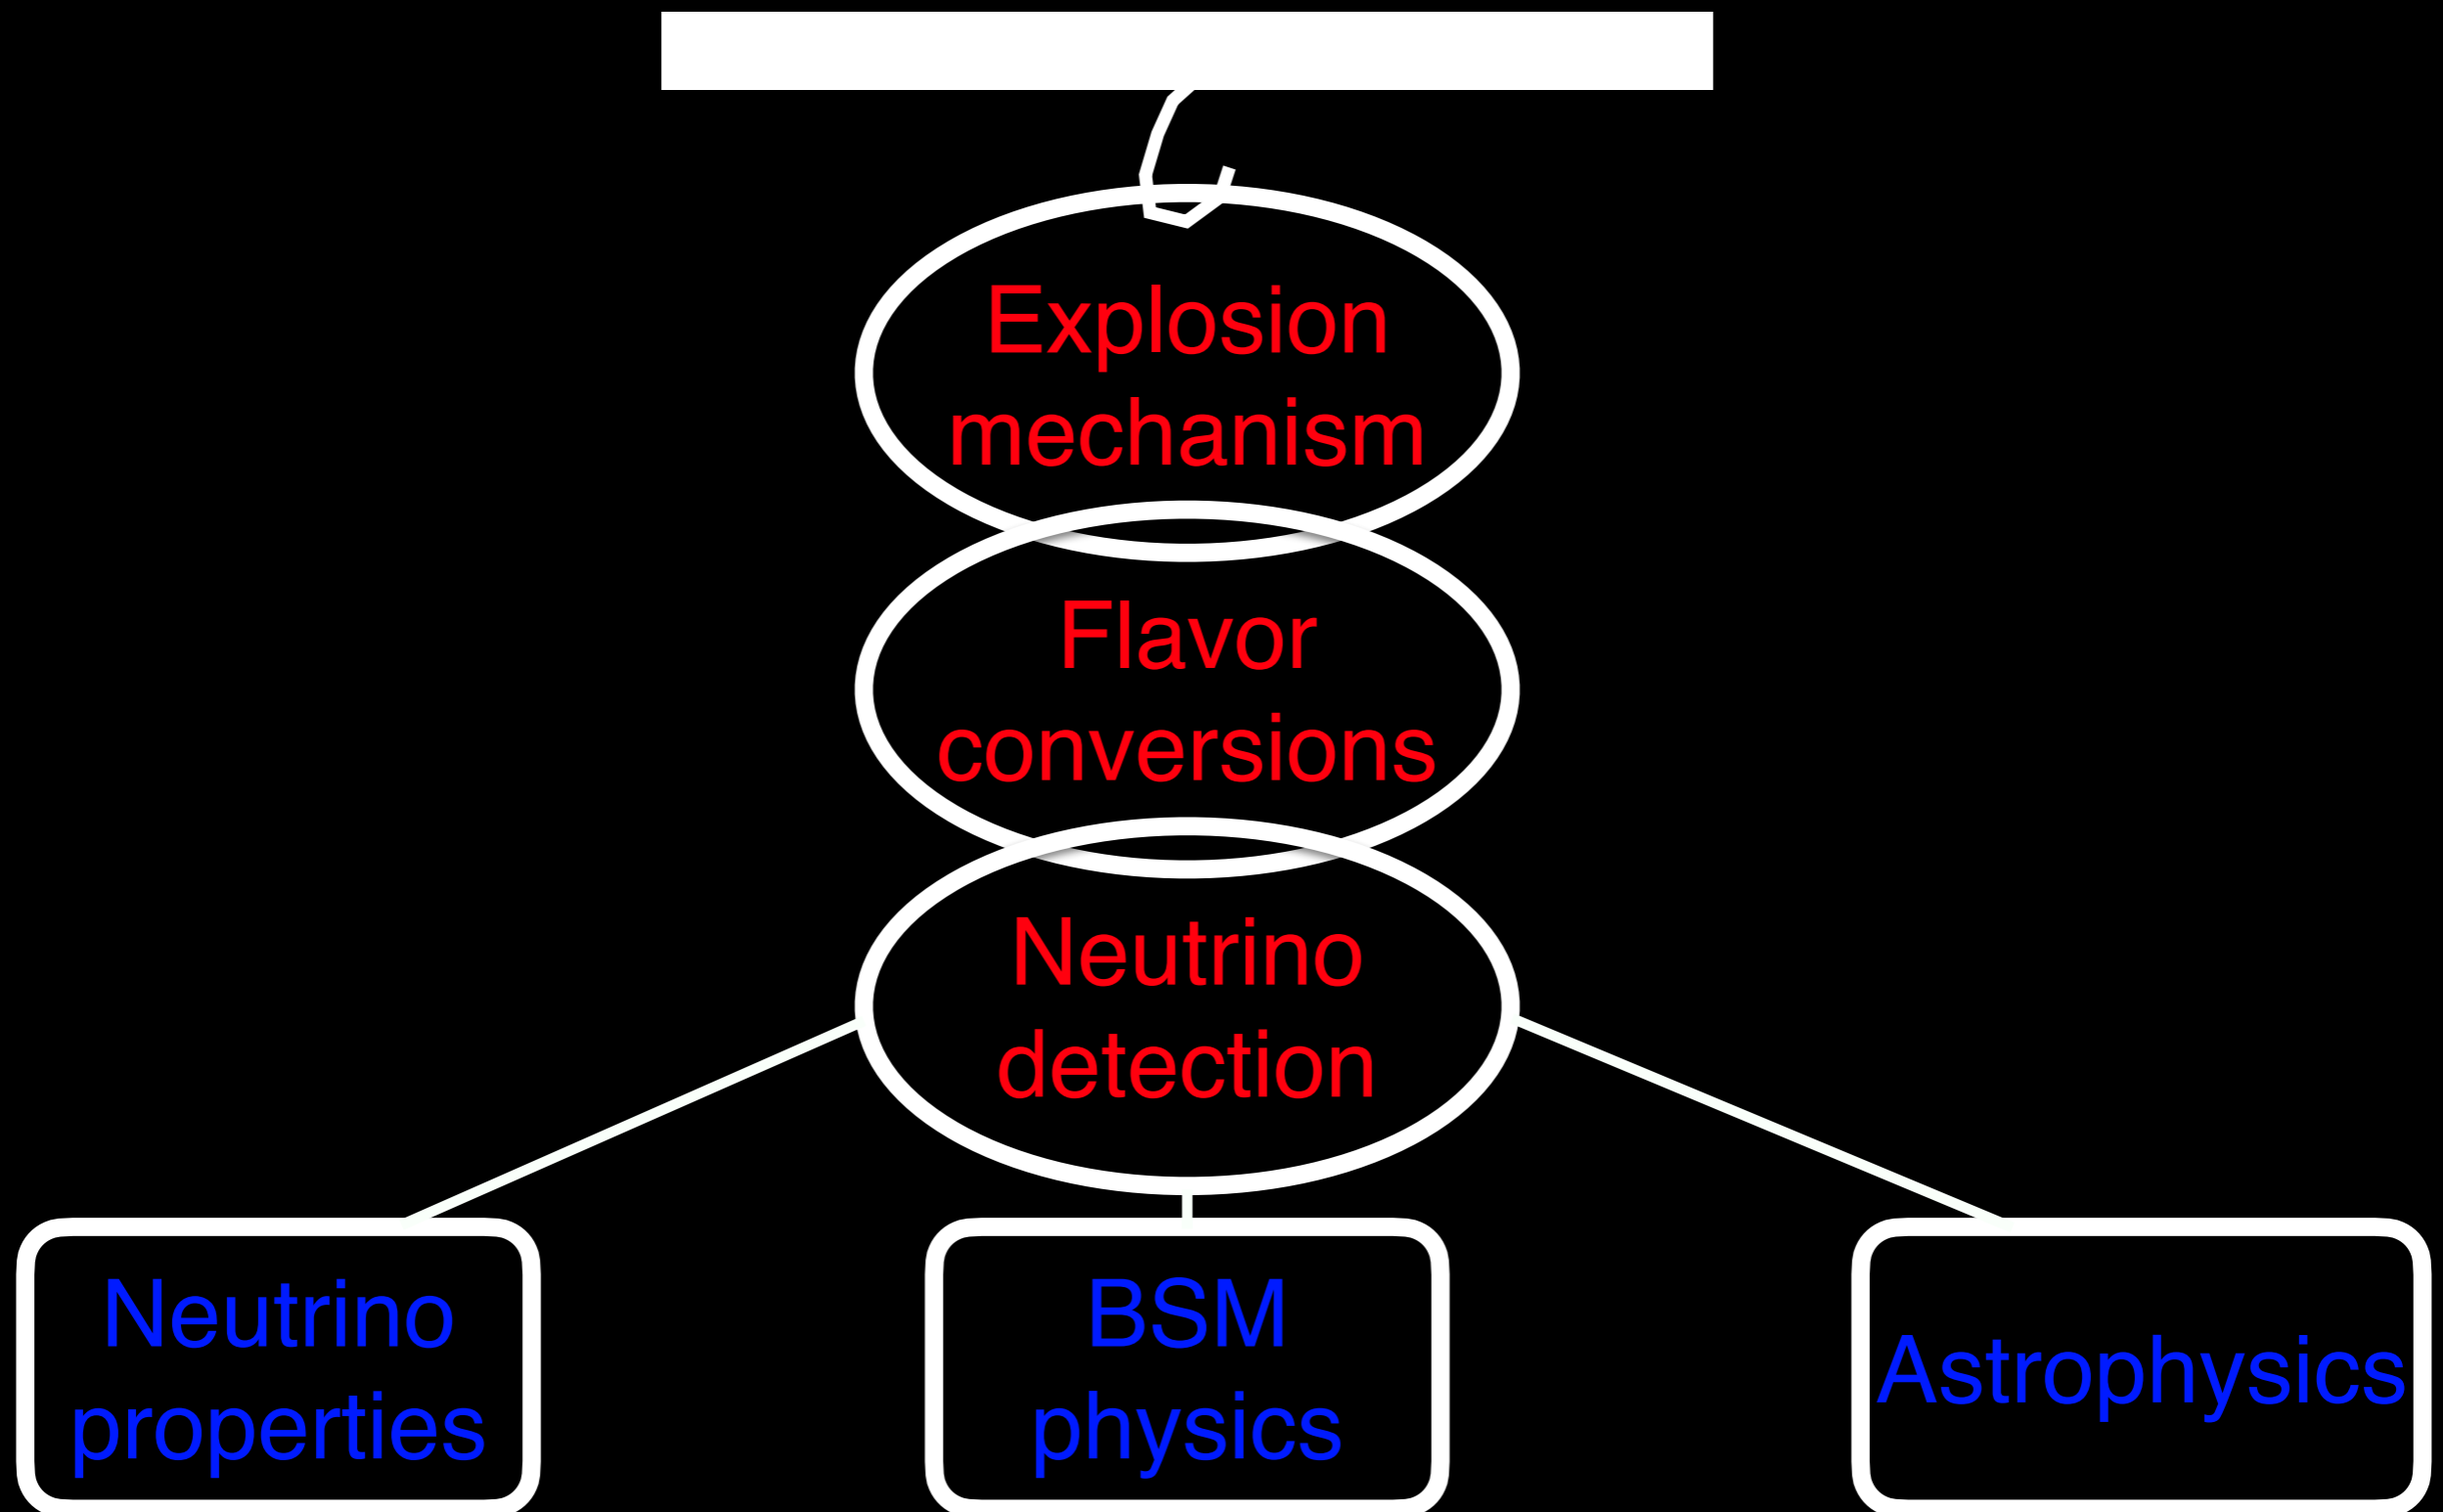 Explosion
mechanism
Flavor
conversions
Neutrino
detection
Neutrino
properties
BSM
physics
Astrophysics